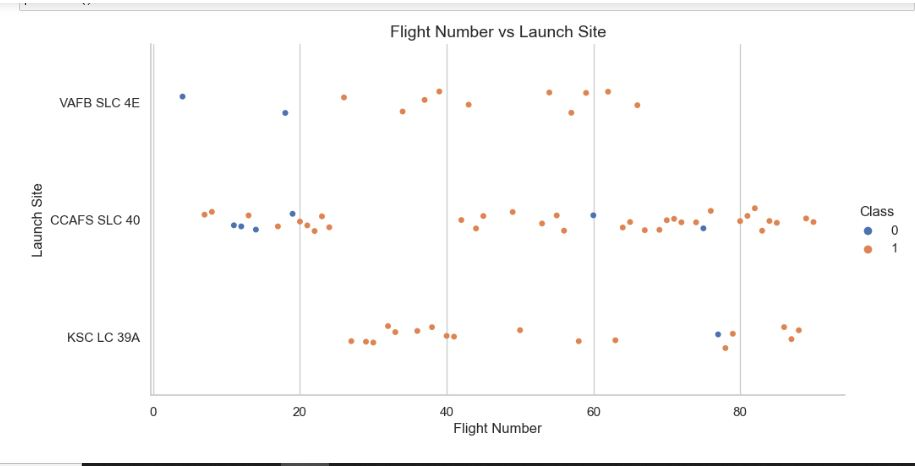 Flight Number vs Launch Site
Launch Site
VAFB SLC 4E
CCAFS SLC 40
KSC LC 39A
0 20 40 60 80
Flight Number
Class
0
1